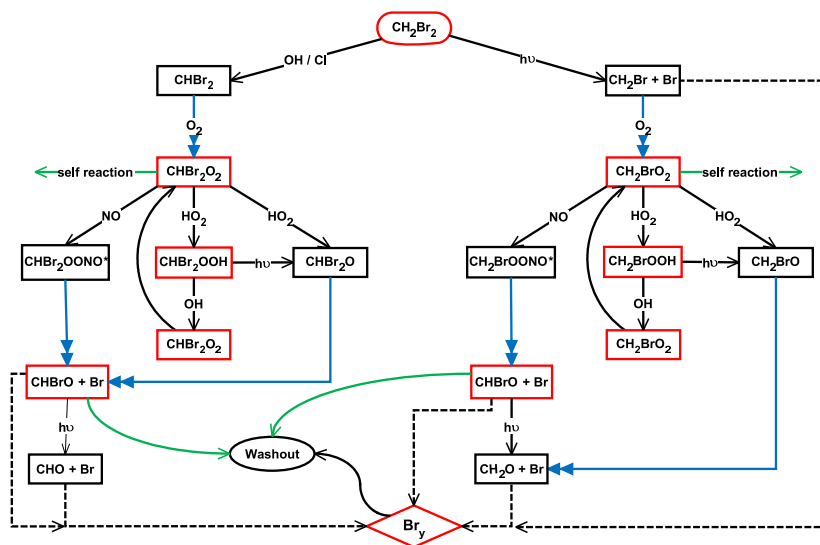 CH2Br2
OH / Cl
hυ
CHBr2
CH2Br + Br
O2
O2
self reaction
CHBr2O2
CH2BrO2
self reaction
NO
HO2
HO2
NO
HO2
HO2
CHBr2OONO*
CHBr2OOH
hυ
CHBr2O
CH2BrOONO*
CH2BrOOH
hυ
CH2BrO
OH
OH
CHBr2O2
CH2BrO2
CHBrO + Br
CHBrO + Br
hυ
hυ
Washout
CHO + Br
CH2O + Br
Bry